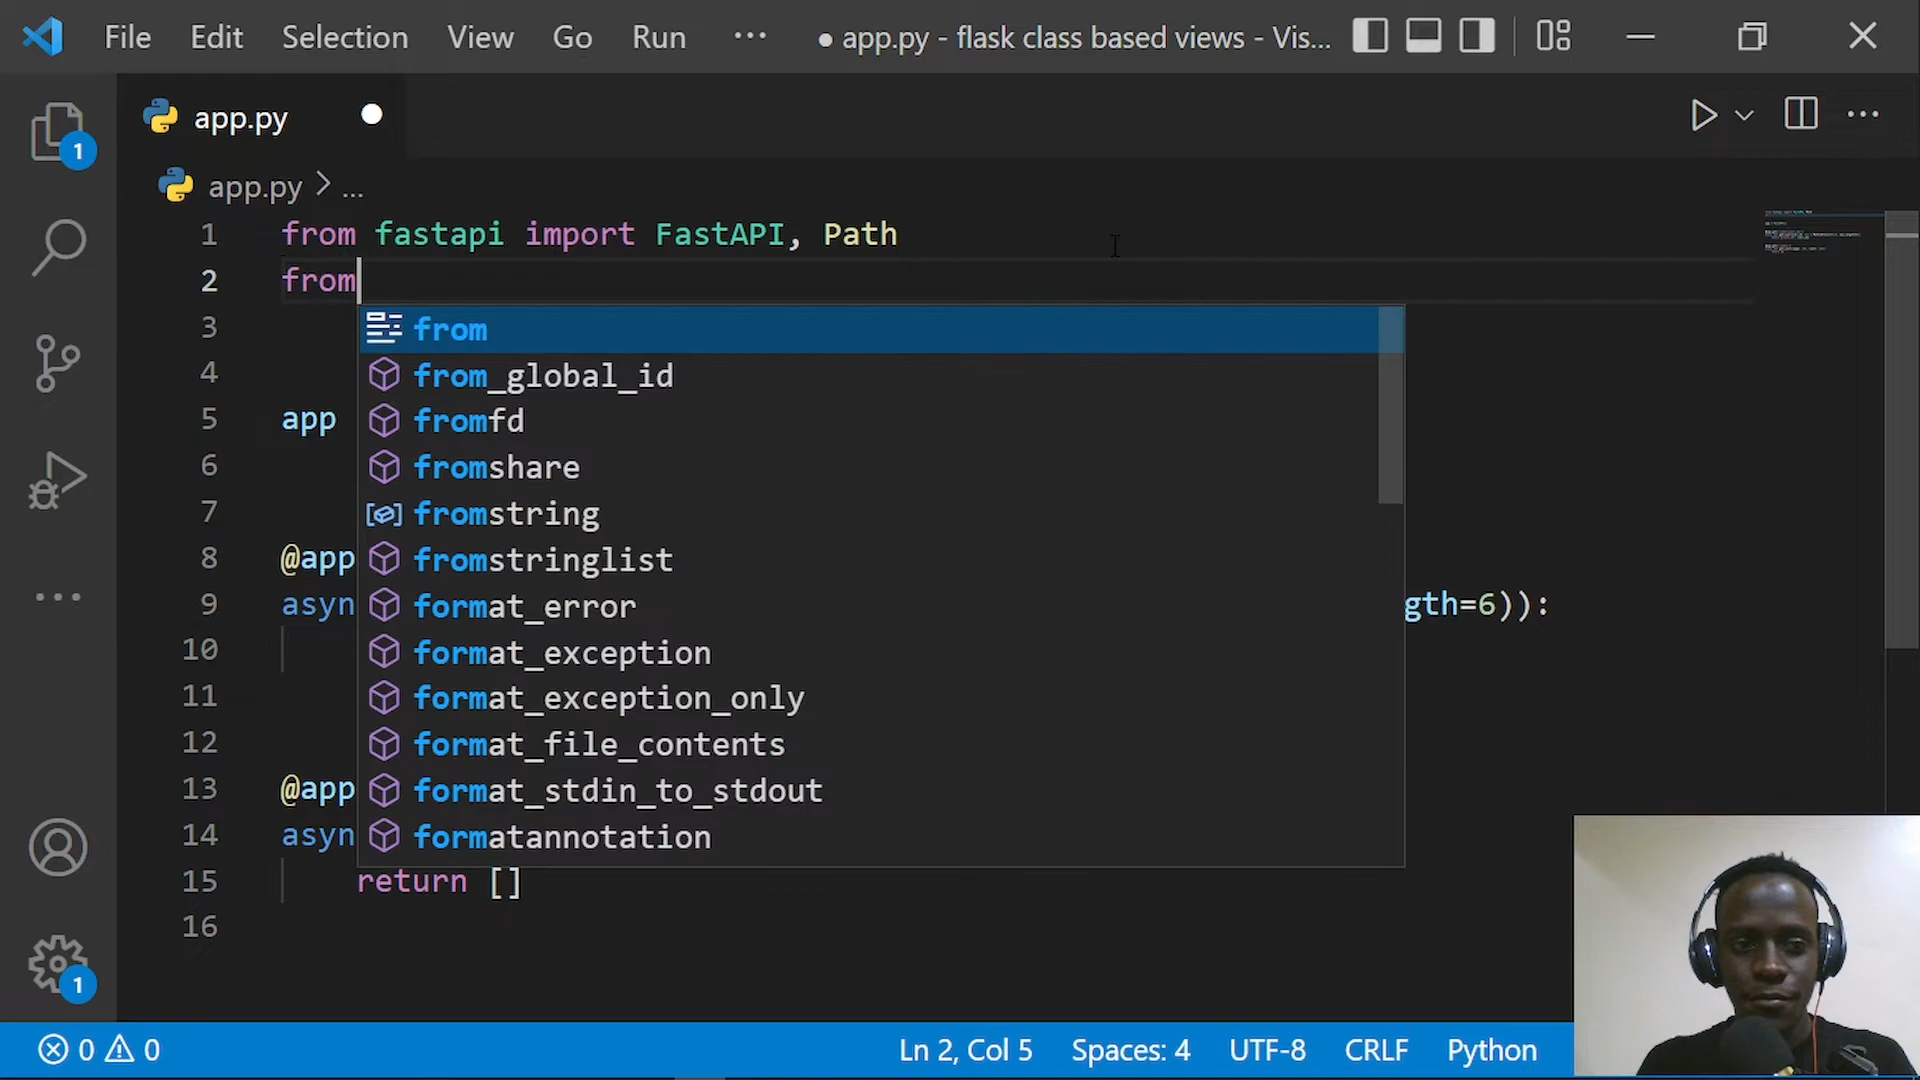 File Edit Selection View Go Run ··· ● app.py - flask class based views - Vis...
app.py ●
1
app.py > ...
1 from fastapi import FastAPI, Path
2 from
3 from
4 from_global_id
fromfd
5 app
6 fromshare
7 fromstring
8 @app fromstringlist
9 asyn format_error gth=6)):
10 format_exception
11 format_exception_only
12 format_file_contents
13 @app format_stdin_to_stdout
14 asyn formatannotation
15 return []
16
1
0 0 Ln 2, Col 5 Spaces: 4 UTF-8 CRLF Python